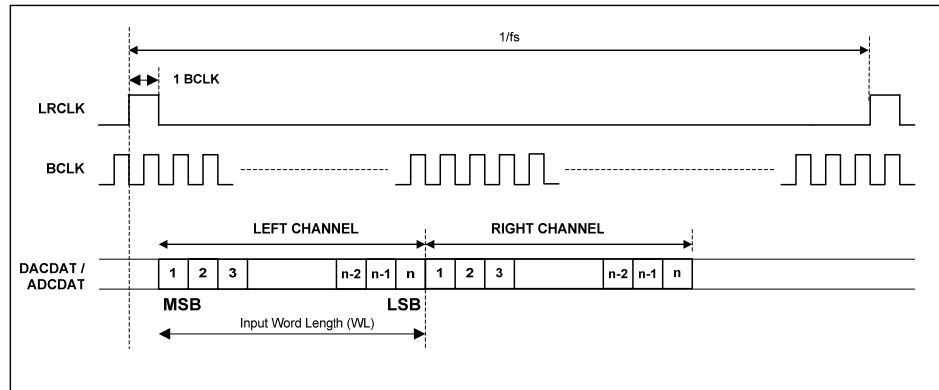 1/fs
1 BCLK
LRCLK
BCLK
LEFT CHANNEL
RIGHT CHANNEL
DACDAT /
ADCDAT
1 2 3 n-2 n-1 n 1 2 3 n-2 n-1 n
MSB
LSB
Input Word Length (WL)